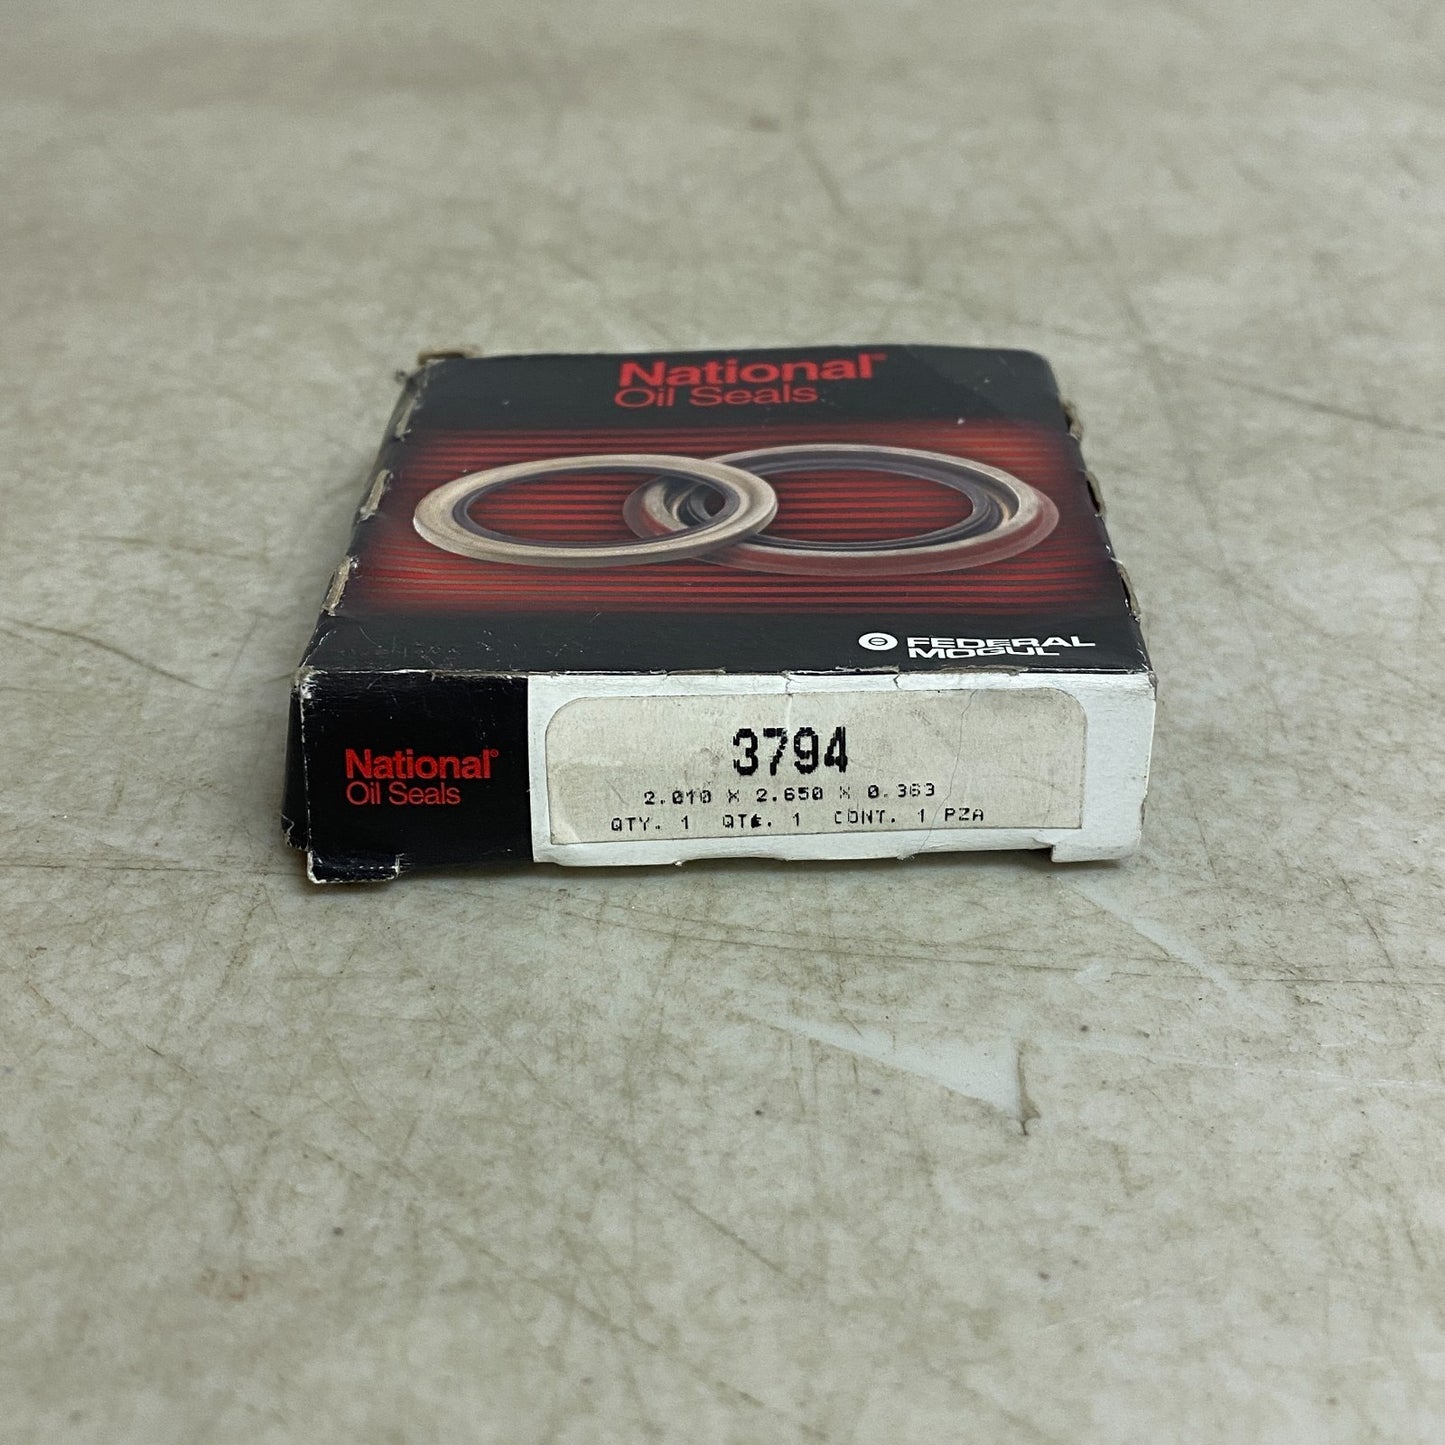 National®
Oil Seals
FEDERAL
MOGUL
National®
Oil Seals
3794
2.010 X 2.650 X 0.363
QTY. 1 QTE. 1 CONT. 1 PZA